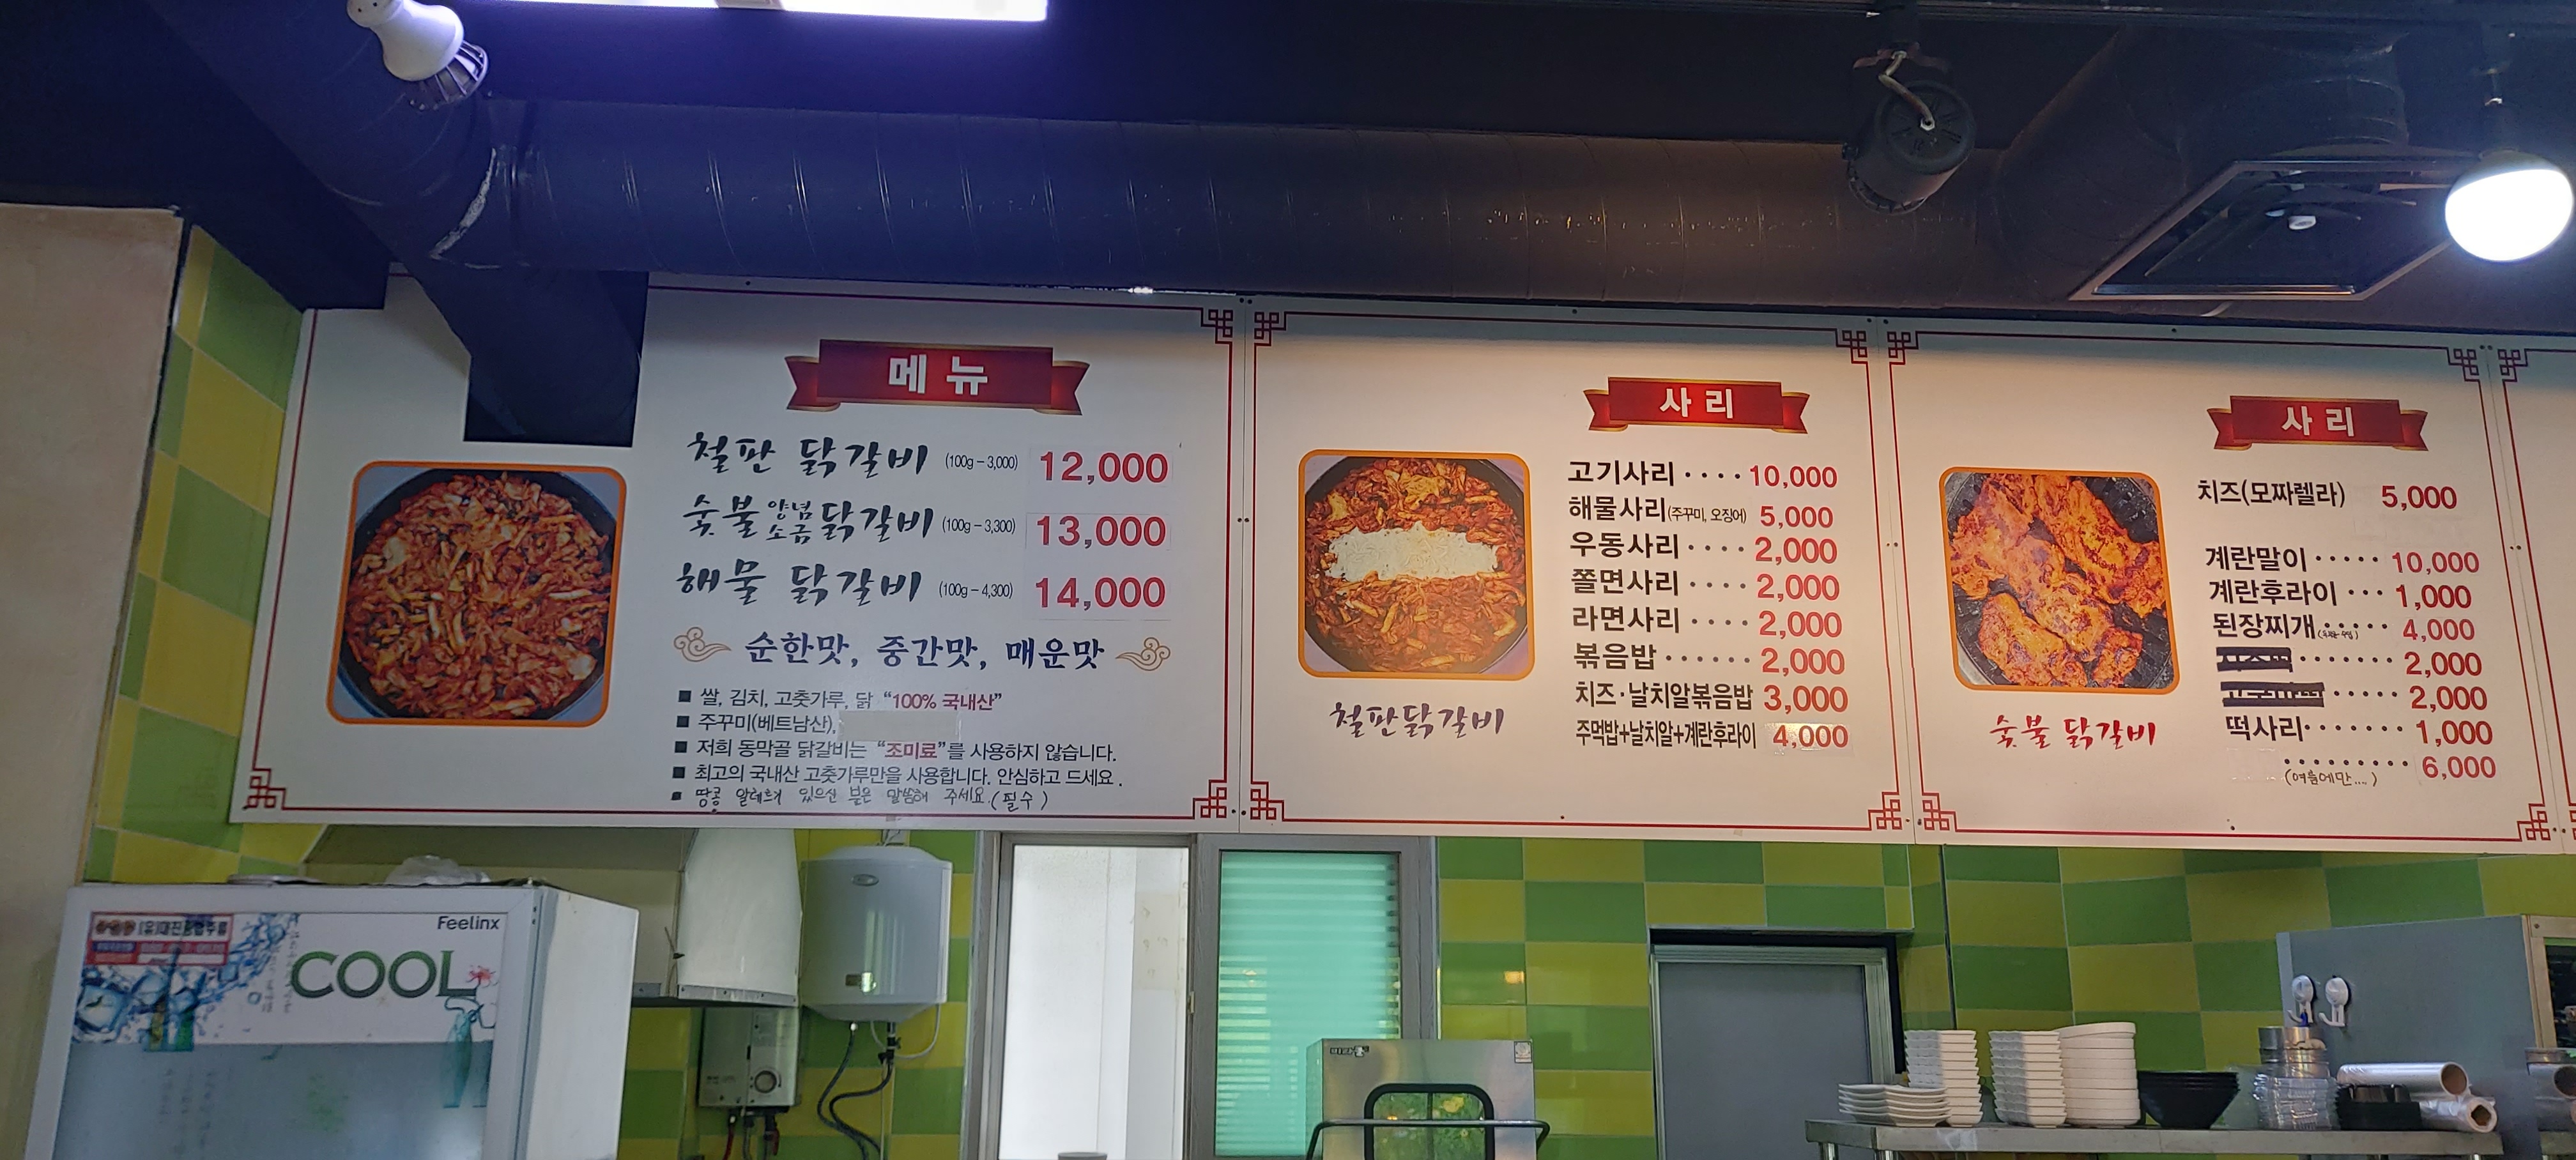 메뉴
철판 닭갈비 (100g-3,000) 12,000
숯불 양념 소금 닭갈비 (100g-3,300) 13,000
해물 닭갈비 (100g-4,300) 14,000
순한맛, 중간맛, 매운맛
■ 쌀, 김치, 고춧가루, 닭 "100% 국내산"
■ 주꾸미(베트남산),
■ 저희 동막골 닭갈비는 "조미료"를 사용하지 않습니다.
■ 최고의 국내산 고춧가루만을 사용합니다. 안심하고 드세요.
■ 땅콩 알레르기 있으신 분은 말씀해 주세요.(필수)
사리
고기사리 ···· 10,000
해물사리(주꾸미, 오징어) 5,000
우동사리 ···· 2,000
쫄면사리 ···· 2,000
라면사리 ···· 2,000
볶음밥 ······ 2,000
치즈·날치알볶음밥 3,000
주먹밥+날치알+계란후라이 4,000
철판닭갈비
사리
치즈(모짜렐라) 5,000
계란말이 ····· 10,000
계란후라이 ··· 1,000
된장찌개 ····· 4,000
······· 2,000
····· 2,000
떡사리 ······· 1,000
········· 6,000
(여름에만....)
숯불 닭갈비
Feelinx
COOL